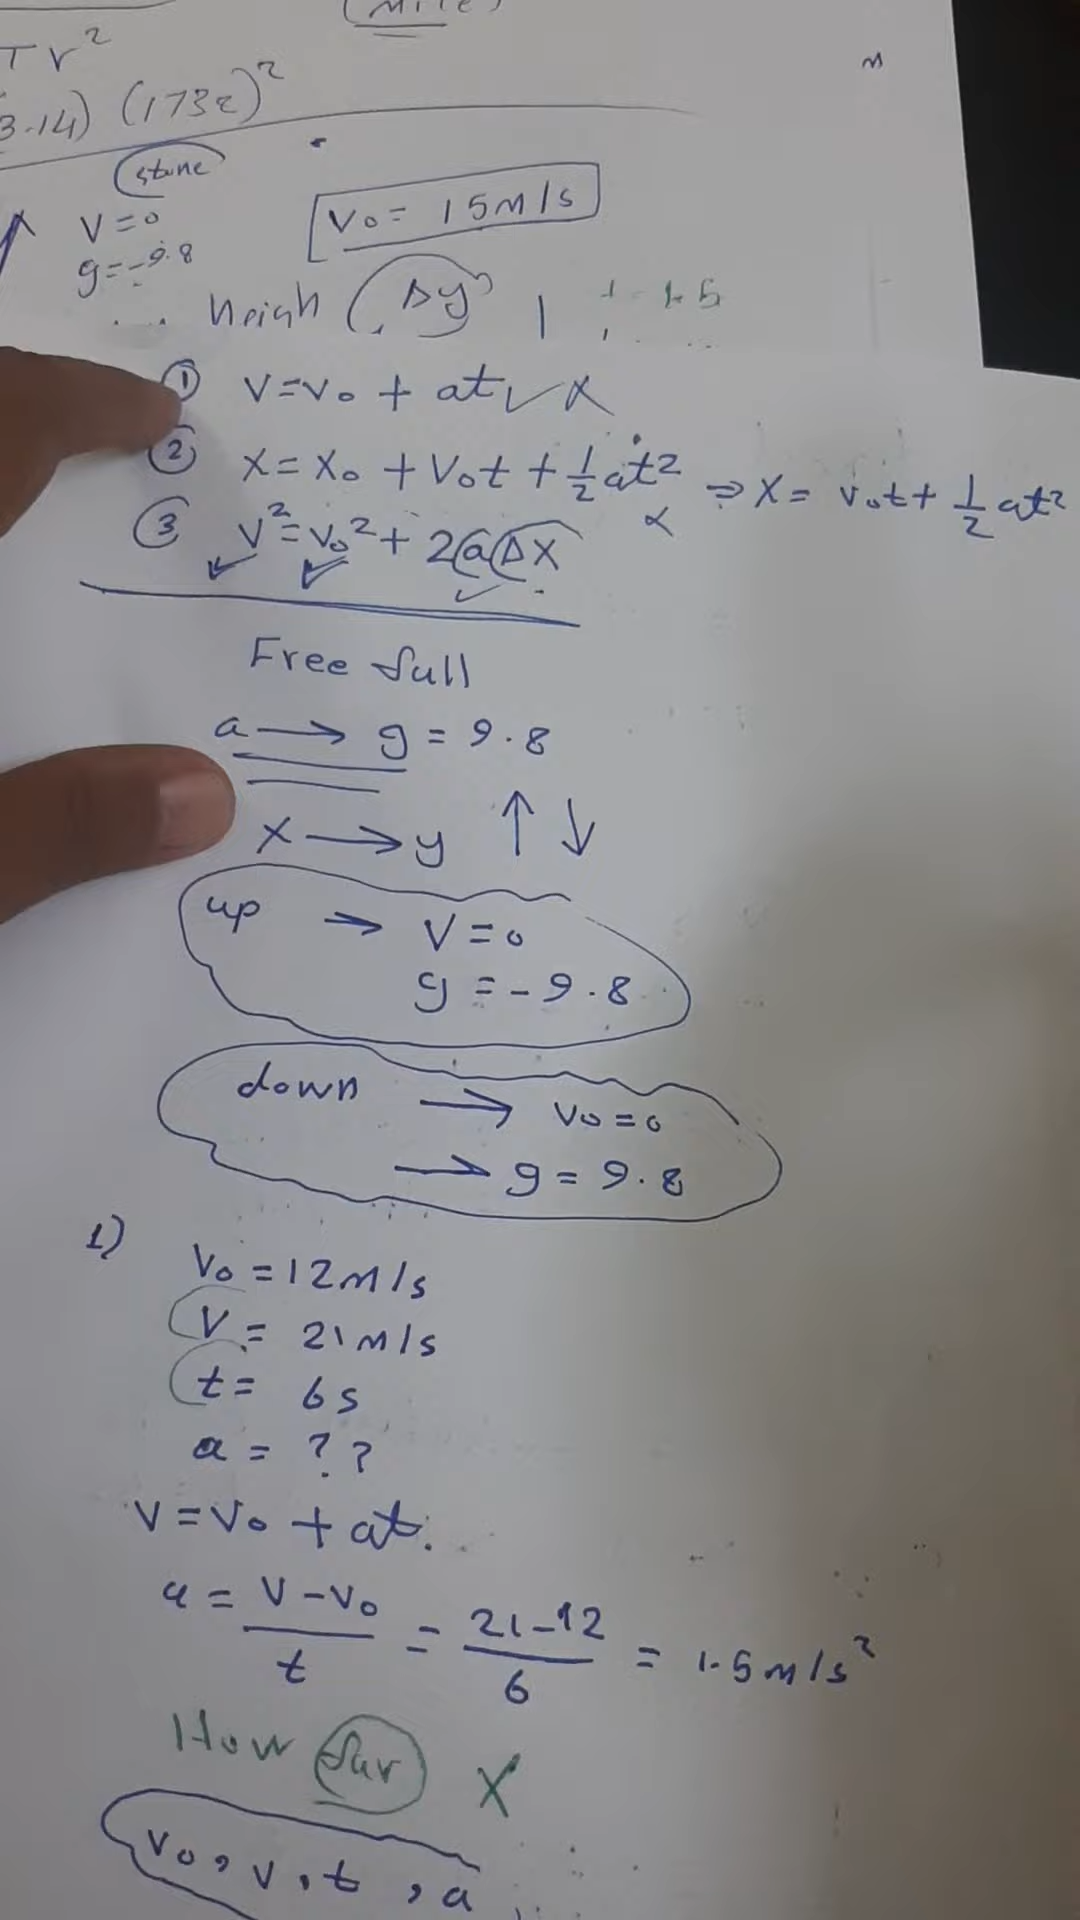 πr²
3.14) (1732)²
stone
V=0
g=-9.8
V₀= 15m/s
heigh (Δy)
① V=V₀ + at
② X=X₀ + V₀t + ½at² ⇒ X= V₀t + ½at²
③ V²=V₀²+ 2aΔX
Free fall
a → g = 9.8
X → y ↑ ↓
up → V=0
g = -9.8
down → V₀=0
→ g = 9.8
1)
V₀ =12m/s
V = 21m/s
t = 6s
a = ??
V=V₀ + at.
a = V-V₀/t = 21-12/6 = 1.5m/s²
How far X
V₀, V, t, a